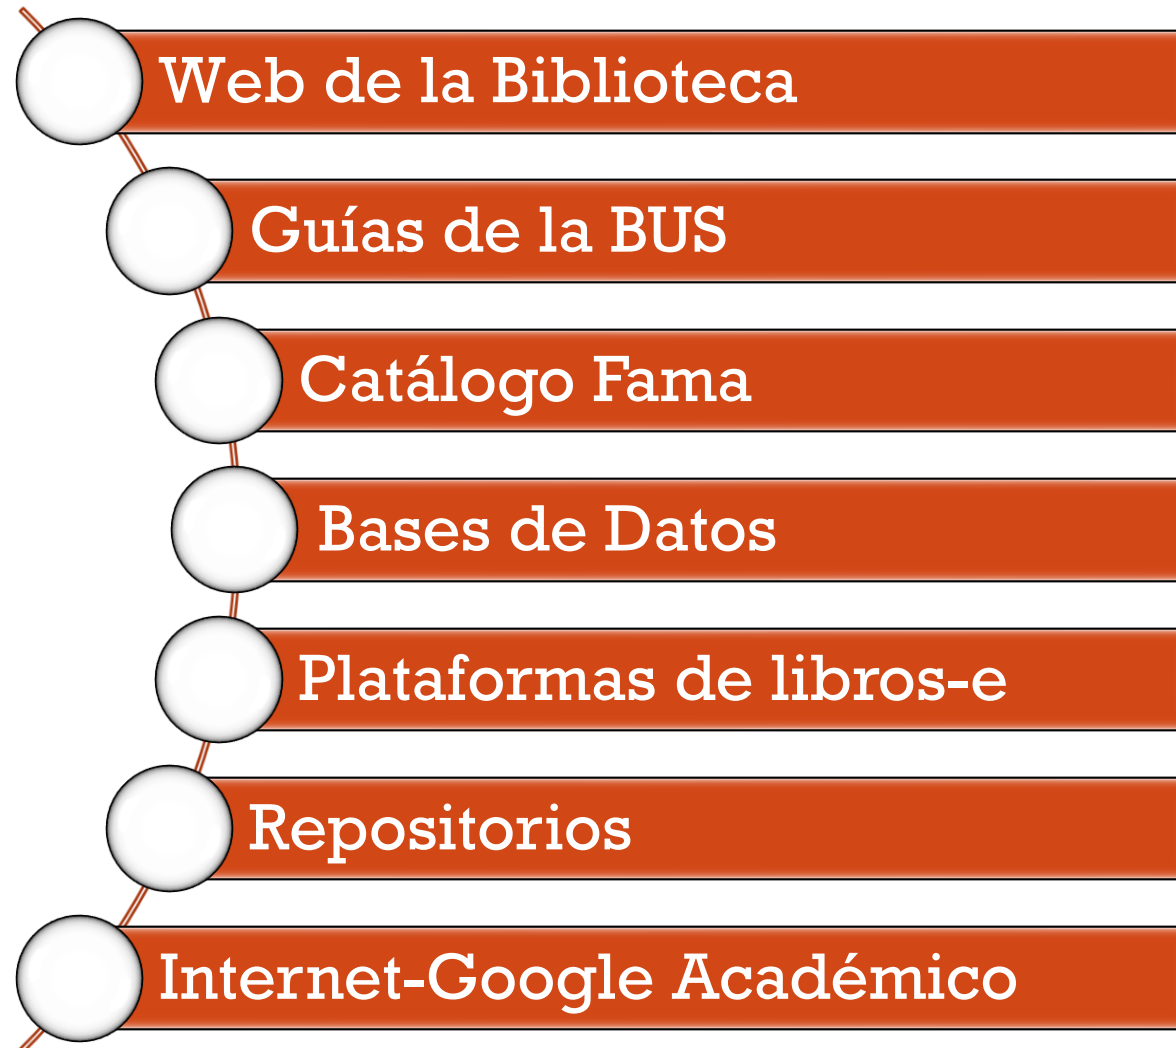 Web de la Biblioteca
Guías de la BUS
Catálogo Fama
Bases de Datos
Plataformas de libros-e
Repositorios
Internet-Google Académico